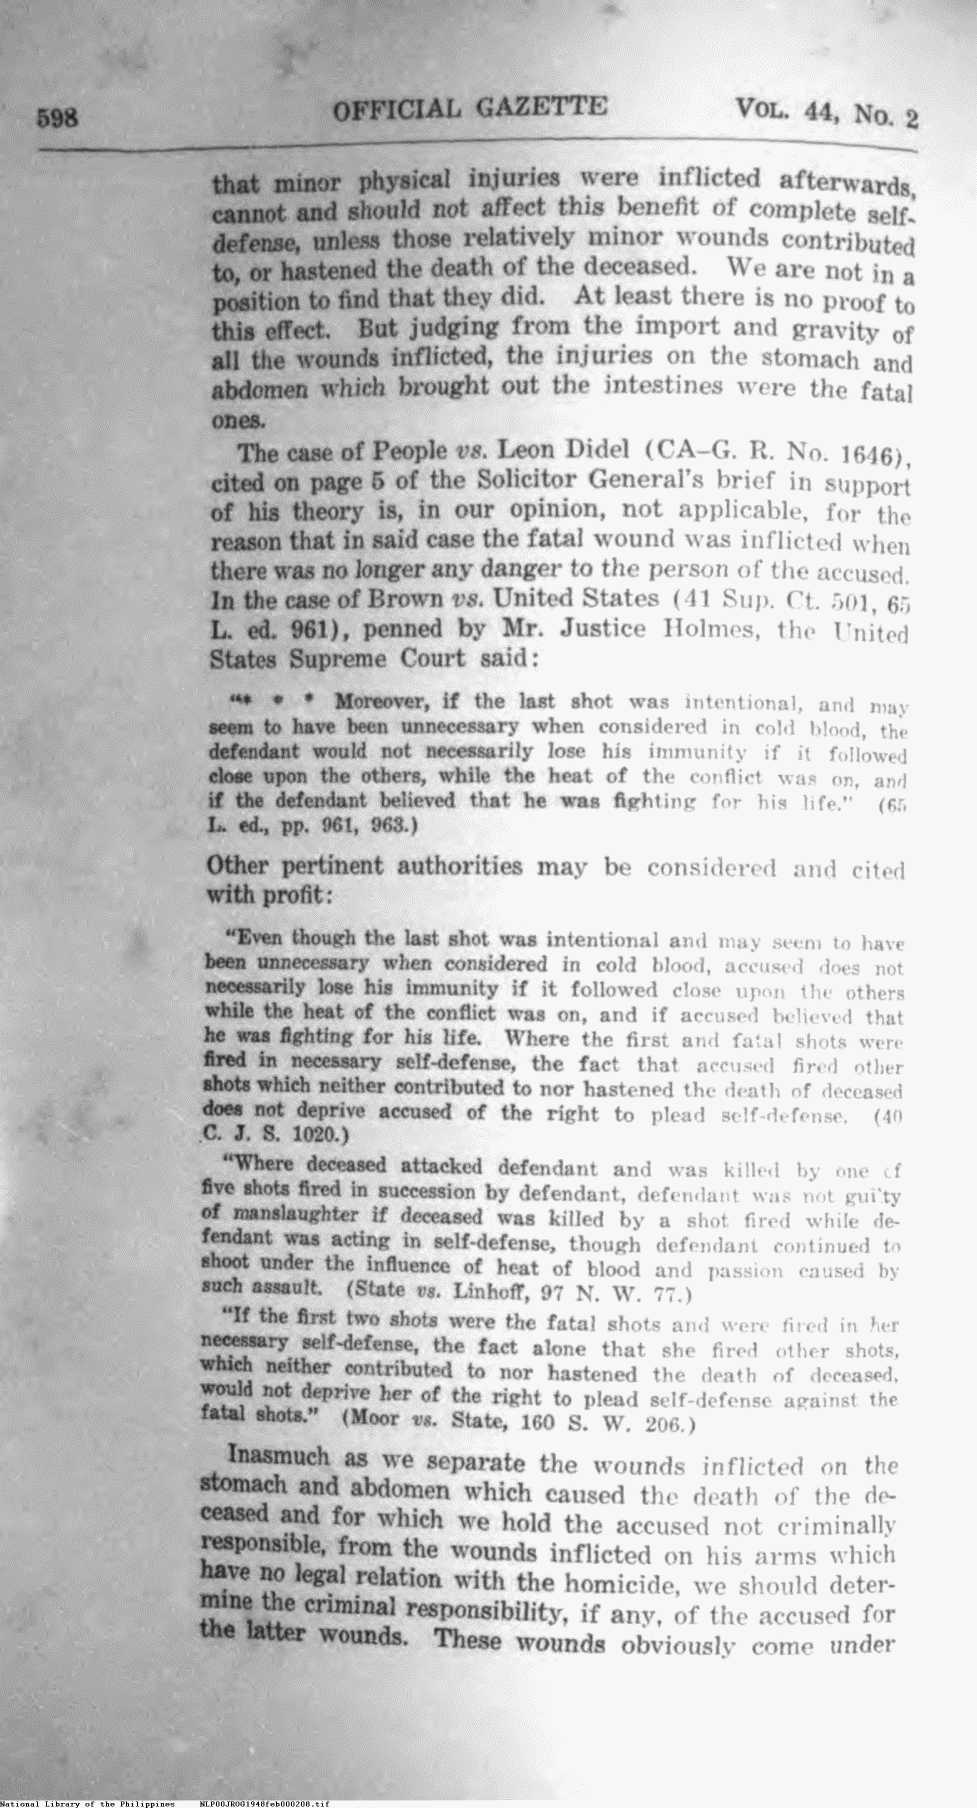 598 OFFICIAL GAZETTE VOL. 44, No. 2
that minor physical injuries were inflicted afterwards,
cannot and should not affect this benefit of complete self-
defense, unless those relatively minor wounds contributed
to, or hastened the death of the deceased. We are not in a
position to find that they did. At least there is no proof to
this effect. But judging from the import and gravity of
all the wounds inflicted, the injuries on the stomach and
abdomen which brought out the intestines were the fatal
ones.
The case of People vs. Leon Didel (CA–G. R. No. 1646),
cited on page 5 of the Solicitor General's brief in support
of his theory is, in our opinion, not applicable, for the
reason that in said case the fatal wound was inflicted when
there was no longer any danger to the person of the accused.
In the case of Brown vs. United States (41 Sup. Ct. 501, 65
L. ed. 961), penned by Mr. Justice Holmes, the United
States Supreme Court said:
"* * * Moreover, if the last shot was intentional, and may
seem to have been unnecessary when considered in cold blood, the
defendant would not necessarily lose his immunity if it followed
close upon the others, while the heat of the conflict was on, and
if the defendant believed that he was fighting for his life." (65
L. ed., pp. 961, 963.)
Other pertinent authorities may be considered and cited
with profit:
"Even though the last shot was intentional and may seem to have
been unnecessary when considered in cold blood, accused does not
necessarily lose his immunity if it followed close upon the others
while the heat of the conflict was on, and if accused believed that
he was fighting for his life. Where the first and fatal shots were
fired in necessary self-defense, the fact that accused fired other
shots which neither contributed to nor hastened the death of deceased
does not deprive accused of the right to plead self-defense. (40
C. J. S. 1020.)
"Where deceased attacked defendant and was killed by one of
five shots fired in succession by defendant, defendant was not guilty
of manslaughter if deceased was killed by a shot fired while de-
fendant was acting in self-defense, though defendant continued to
shoot under the influence of heat of blood and passion caused by
such assault. (State vs. Linhoff, 97 N. W. 77.)
"If the first two shots were the fatal shots and were fired in her
necessary self-defense, the fact alone that she fired other shots,
which neither contributed to nor hastened the death of deceased,
would not deprive her of the right to plead self-defense against the
fatal shots." (Moor vs. State, 160 S. W. 206.)
Inasmuch as we separate the wounds inflicted on the
stomach and abdomen which caused the death of the de-
ceased and for which we hold the accused not criminally
responsible, from the wounds inflicted on his arms which
have no legal relation with the homicide, we should deter-
mine the criminal responsibility, if any, of the accused for
the latter wounds. These wounds obviously come under
National Library of the Philippines NLP00JR0G1948feb000208.tif